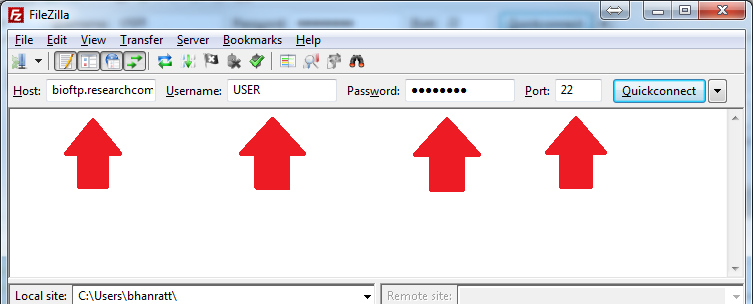 FileZilla
File Edit View Transfer Server Bookmarks Help
Host: bioftp.researchcom Username: USER Password: ●●●●●●●● Port: 22 Quickconnect
Local site: C:\Users\bhanratt\ Remote site: